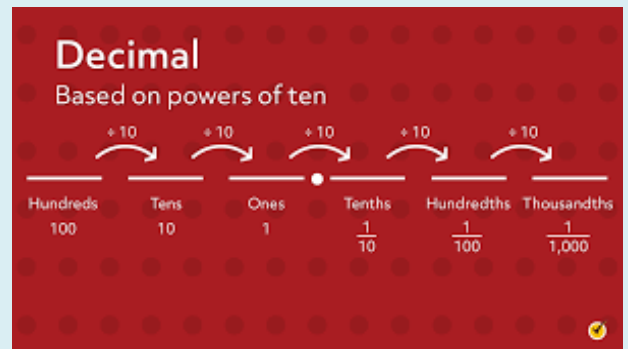 Decimal
Based on powers of ten
÷ 10 ÷ 10 ÷ 10 ÷ 10 ÷ 10
Hundreds Tens Ones Tenths Hundredths Thousandths
100 10 1 1/10 1/100 1/1,000